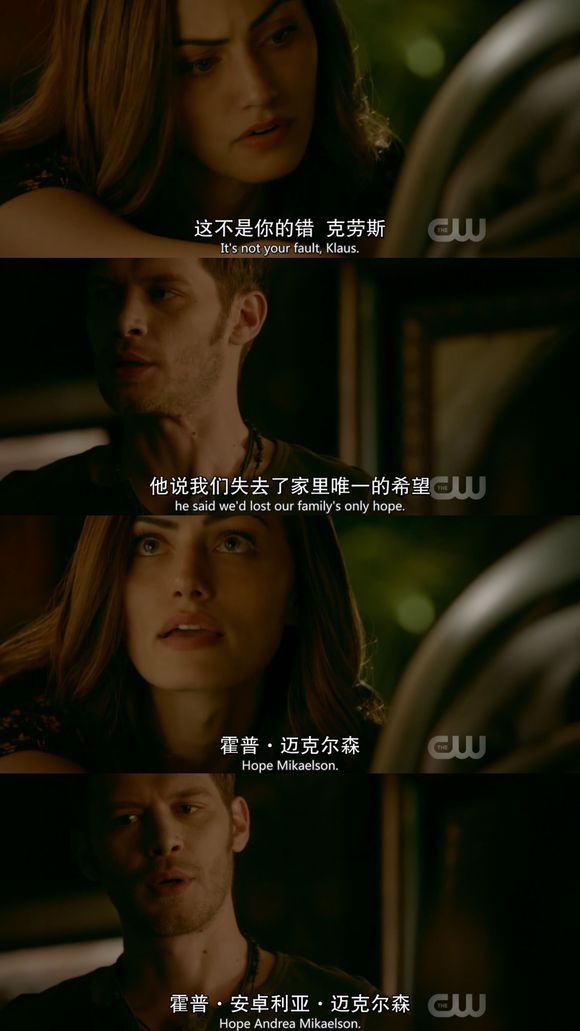 这不是你的错 克劳斯
THE CW
It's not your fault, Klaus.
他说我们失去了家里唯一的希望
THE CW
he said we'd lost our family's only hope.
霍普·迈克尔森
THE CW
Hope Mikaelson.
霍普·安卓利亚·迈克尔森
THE CW
Hope Andrea Mikaelson.